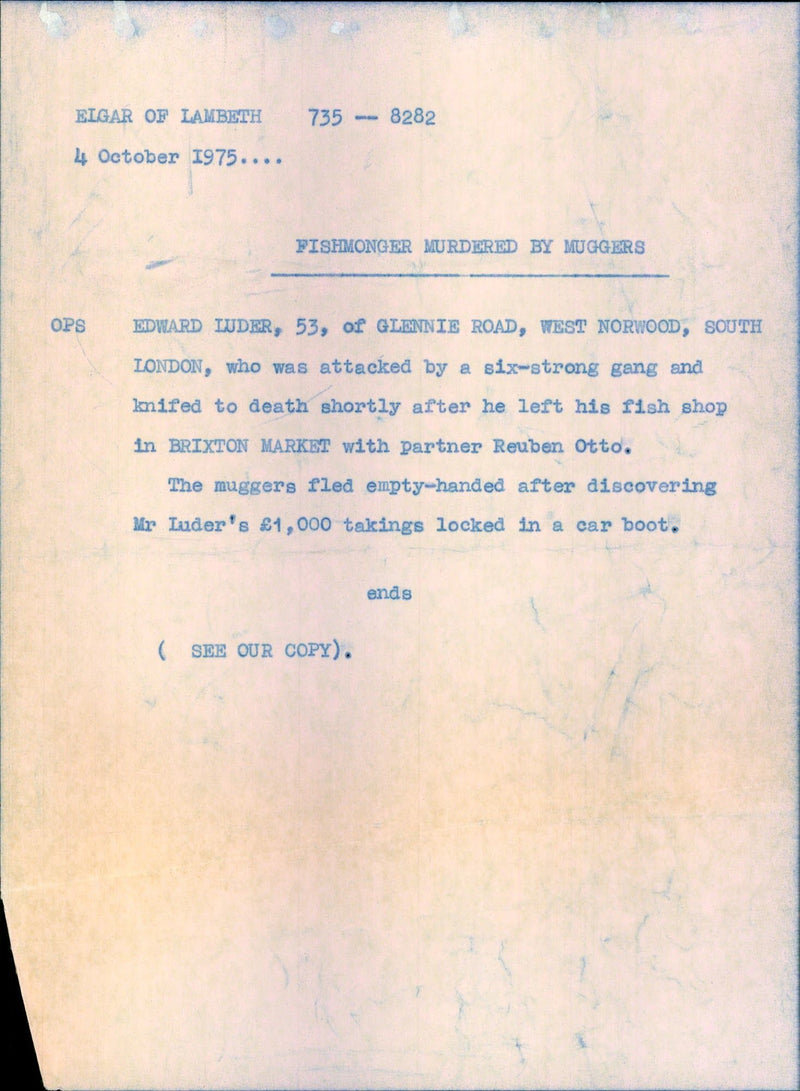 ELGAR OF LAMBETH 735 -- 8282
4 October 1975....
FISHMONGER MURDERED BY MUGGERS
OPS EDWARD LUDER, 53, of GLENNIE ROAD, WEST NORWOOD, SOUTH
LONDON, who was attacked by a six-strong gang and
knifed to death shortly after he left his fish shop
in BRIXTON MARKET with partner Reuben Otto.
The muggers fled empty-handed after discovering
Mr Luder's £1,000 takings locked in a car boot.
ends
( SEE OUR COPY).